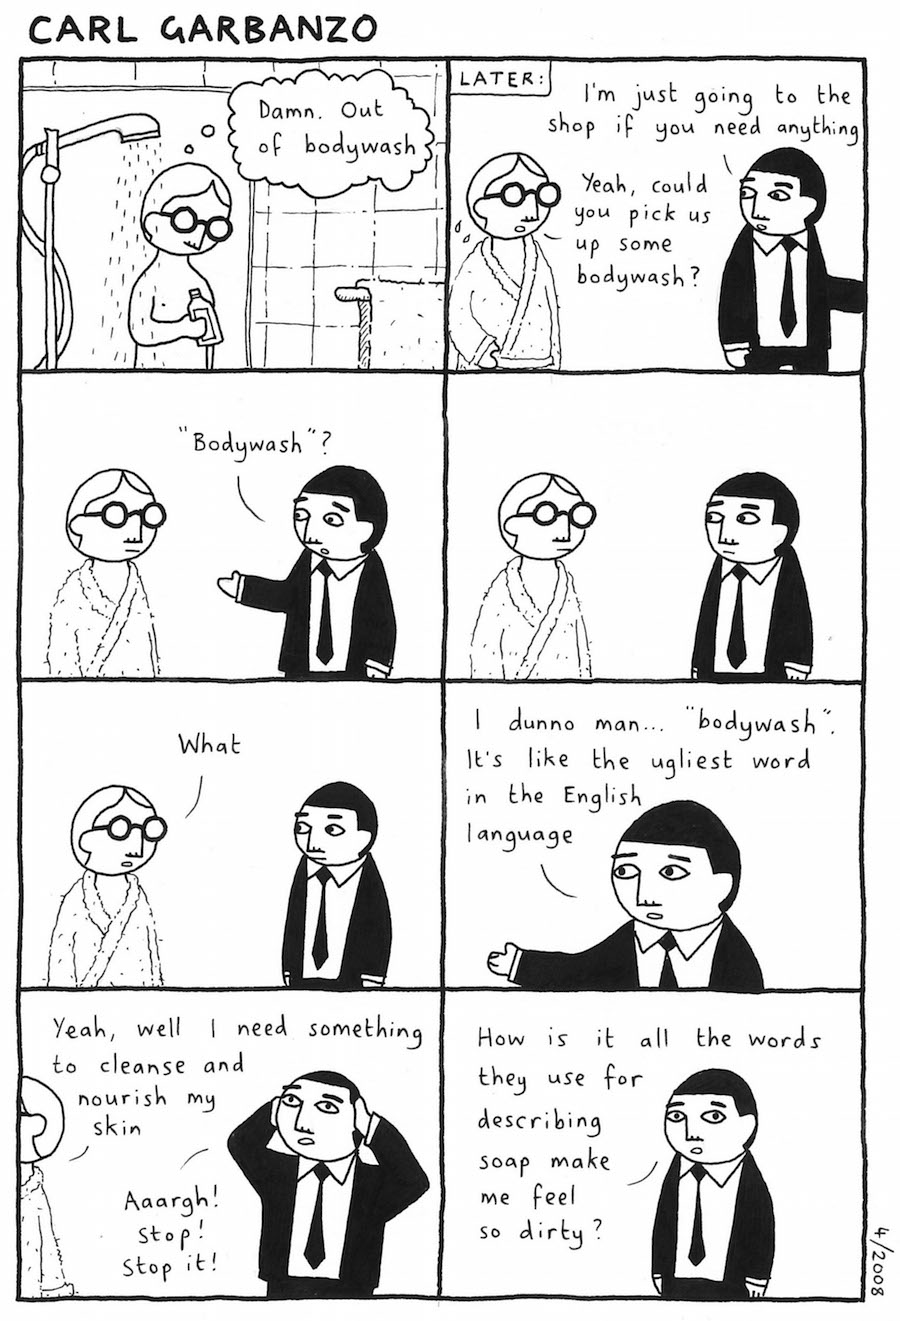 CARL GARBANZO
Damn. Out
of bodywash
LATER:
I'm just going to the
shop if you need anything
Yeah, could
you pick us
up some
bodywash?
"Bodywash"?
What
I dunno man... "bodywash".
It's like the ugliest word
in the English
language
Yeah, well I need something
to cleanse and
nourish my
skin
Aaargh!
Stop!
Stop it!
How is it all the words
they use for
describing
soap make
me feel
so dirty?
4/2008